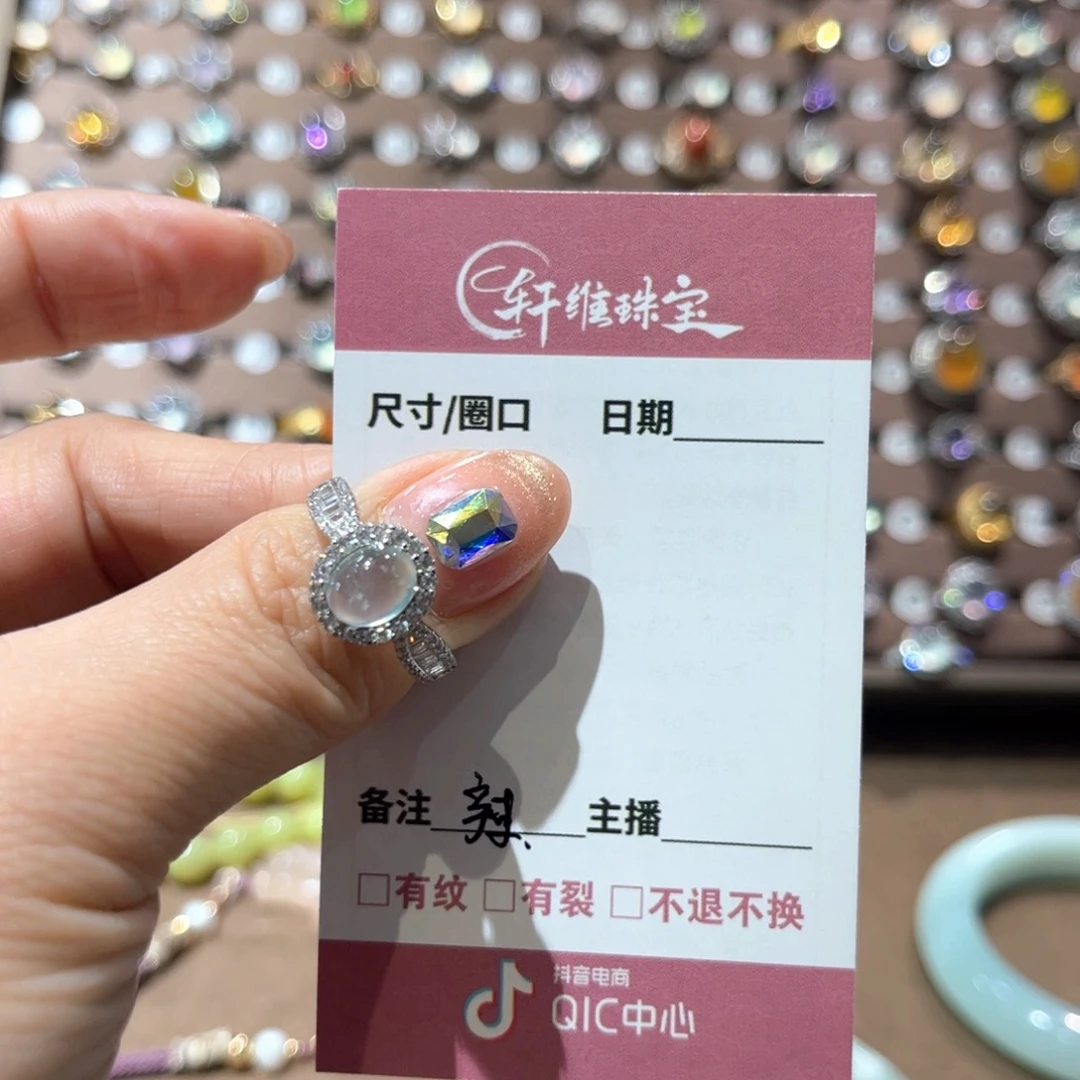 轩维珠宝
尺寸/圈口 日期
备注 辣 主播
□有纹 □有裂 □不退不换
抖音电商
QIC中心